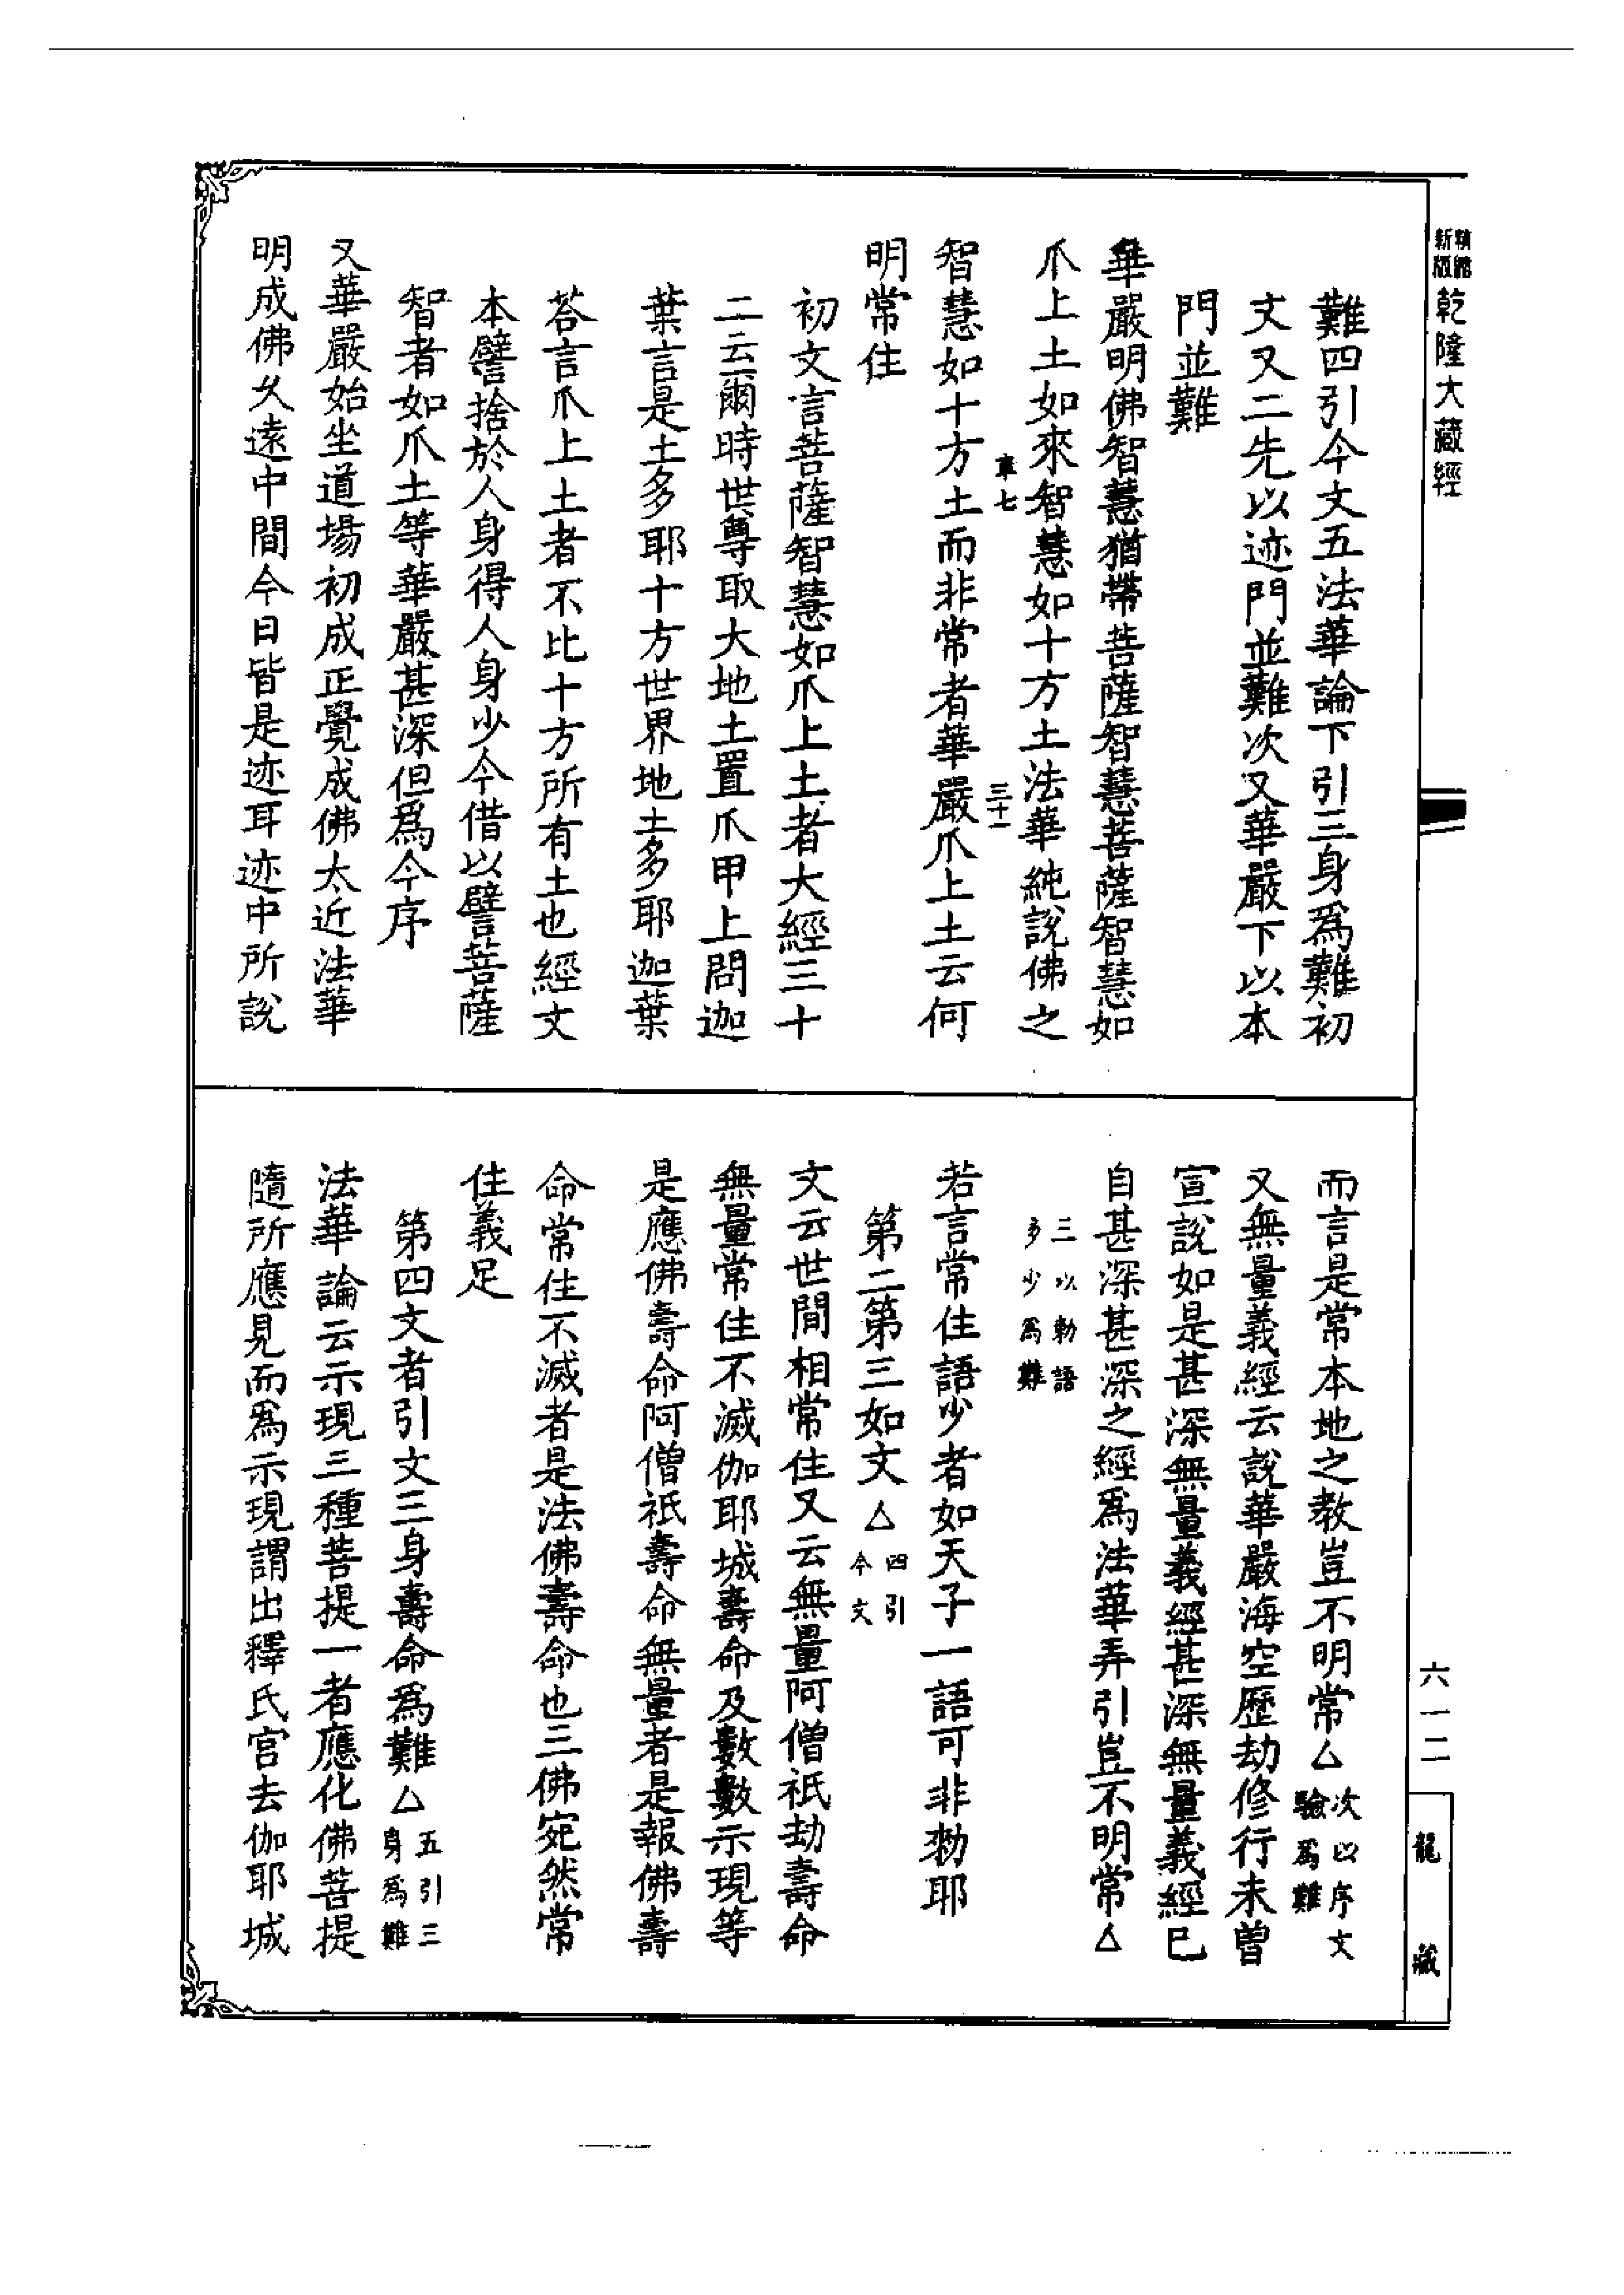 新版精縮乾隆大藏經
難四引今文五法華論下引三身爲難初
文又二先以迹門並難次又華嚴下以本
門並難
華嚴明佛智慧猶帶菩薩智慧菩薩智慧如
爪上土如來智慧如十方土法華純說佛之
章七
三十一
智慧如十方土而非常者華嚴爪上土云何
明常住
初文言菩薩智慧如爪上土者大經三十
二云爾時世尊取大地土置爪甲上問迦
葉言是土多耶十方世界地土多耶迦葉
荅言爪上土者不比十方所有土也經文
本譬捨於人身得人身少今借以譬菩薩
智者如爪土等華嚴甚深但爲今序
又華嚴始坐道場初成正覺成佛太近法華
明成佛久遠中間今日皆是迹耳迹中所說
而言是常本地之教豈不明常△次以序文驗爲難
又無量義經云說華嚴海空歷劫修行未曾
宣說如是甚深無量義經甚深無量義經已
自甚深甚深之經爲法華弄引豈不明常△
三以勑語多少爲難
若言常住語少者如天子一語可非勑耶
第二第三如文△四引今文
文云世間相常住又云無量阿僧祇劫壽命
無量常住不滅伽耶城壽命及數數示現等
是應佛壽命阿僧祇壽命無量者是報佛壽
命常住不滅者是法佛壽命也三佛宛然常
住義足
第四文者引文三身壽命爲難△五引三身爲難
法華論云示現三種菩提一者應化佛菩提
隨所應見而爲示現謂出釋氏宮去伽耶城
六一二
龍藏